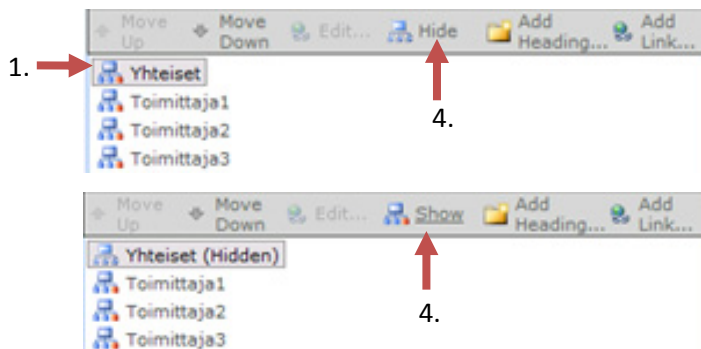 Move Up Move Down Edit... Hide Add Heading... Add Link...
1. Yhteiset
Toimittaja1
Toimittaja2
4.
Toimittaja3
Move Up Move Down Edit... Show Add Heading... Add Link...
Yhteiset (Hidden)
Toimittaja1
Toimittaja2
4.
Toimittaja3